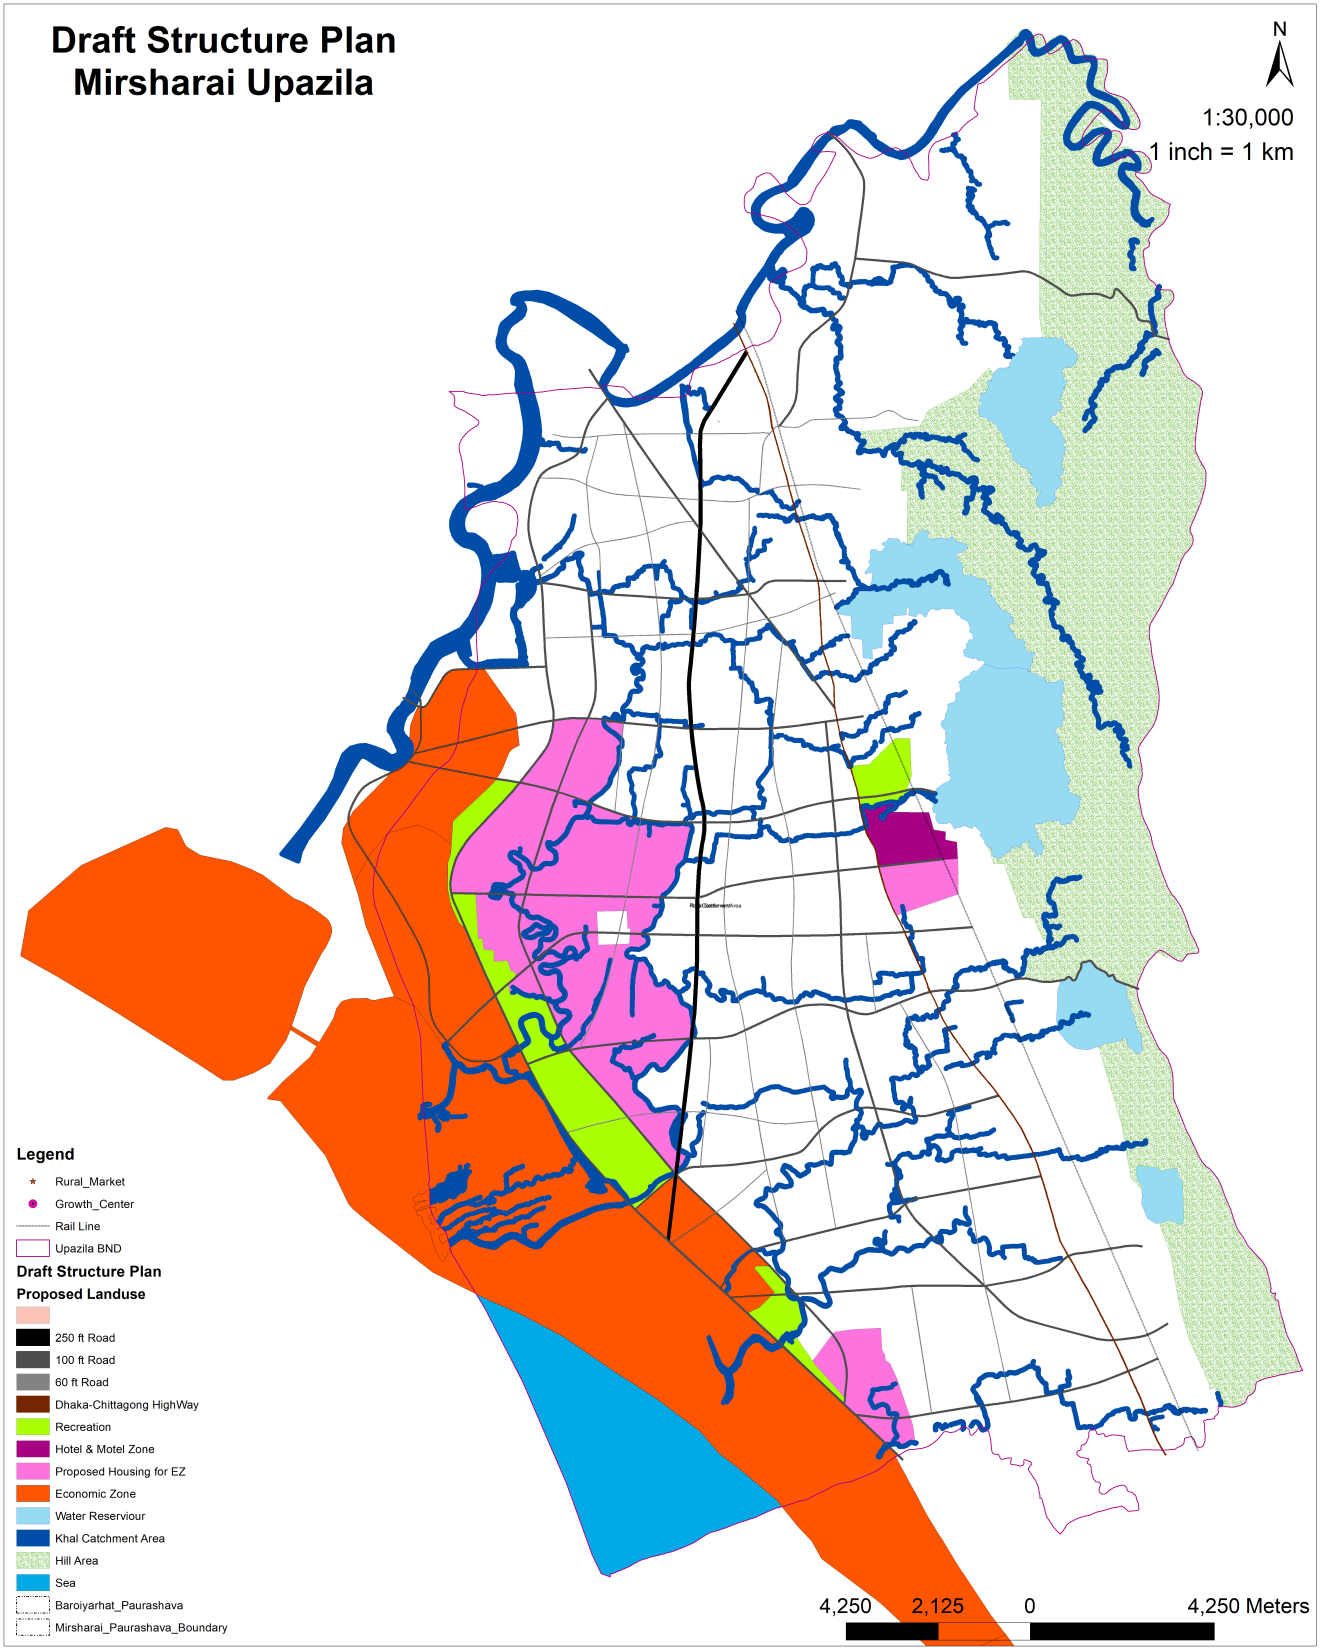 Draft Structure Plan
Mirsharai Upazila
N
1:30,000
1 inch = 1 km
Legend
Rural_Market
Growth_Center
Rail Line
Upazila BND
Draft Structure Plan
Proposed Landuse
250 ft Road
100 ft Road
60 ft Road
Dhaka-Chittagong HighWay
Recreation
Hotel & Motel Zone
Proposed Housing for EZ
Economic Zone
Water Reserviour
Khal Catchment Area
Hill Area
Sea
Baroiyarhat_Paurashava
Mirsharai_Paurashava_Boundary
4,250 2,125 0 4,250 Meters